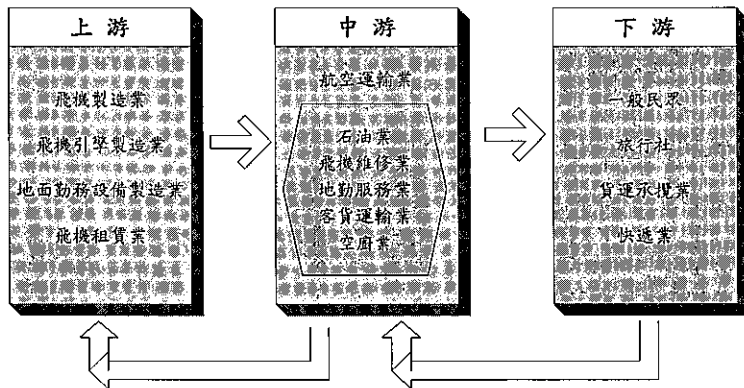 上游
飛機製造業
飛機引擎製造業
地面勤務設備製造業
飛機租賃業
中游
航空運輸業
石油業
飛機維修業
地勤服務業
客貨運輸業
空廚業
下游
一般民眾
旅行社
貨運承攬業
快遞業